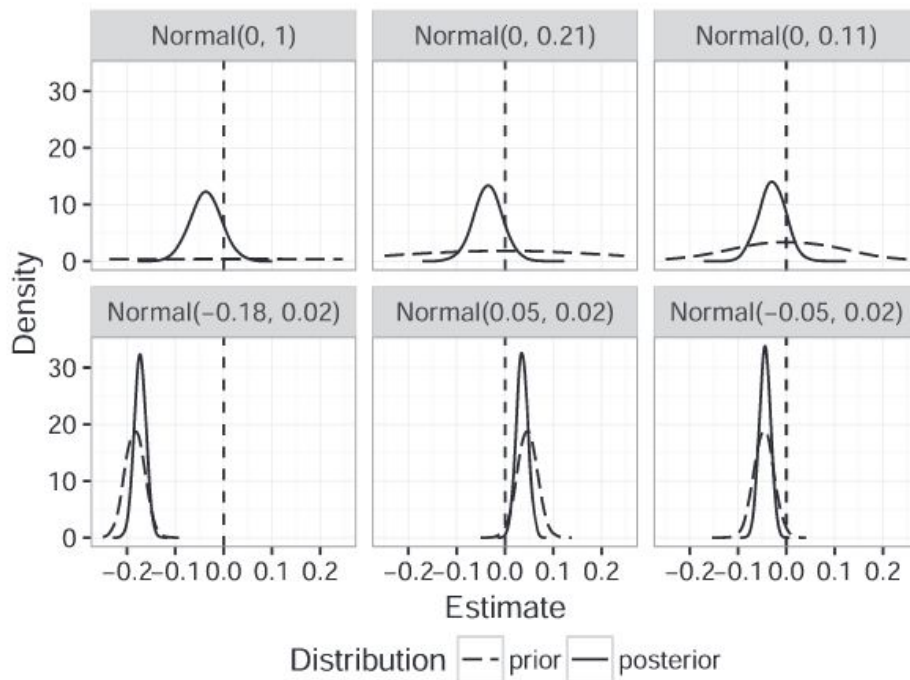 Normal(0, 1) Normal(0, 0.21) Normal(0, 0.11)
30
20
10
0
Normal(−0.18, 0.02) Normal(0.05, 0.02) Normal(−0.05, 0.02)
30
20
10
0
Density
−0.2 −0.1 0.0 0.1 0.2 −0.2 −0.1 0.0 0.1 0.2 −0.2 −0.1 0.0 0.1 0.2
Estimate
Distribution prior posterior